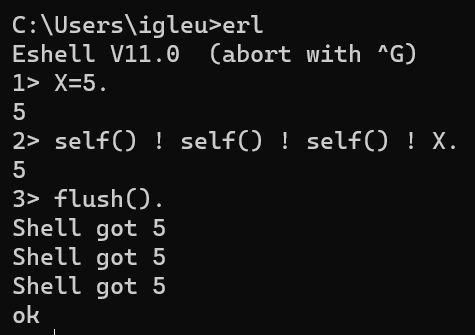 C:\Users\igleu>erl
Eshell V11.0  (abort with ^G)
1> X=5.
5
2> self() ! self() ! self() ! X.
5
3> flush().
Shell got 5
Shell got 5
Shell got 5
ok